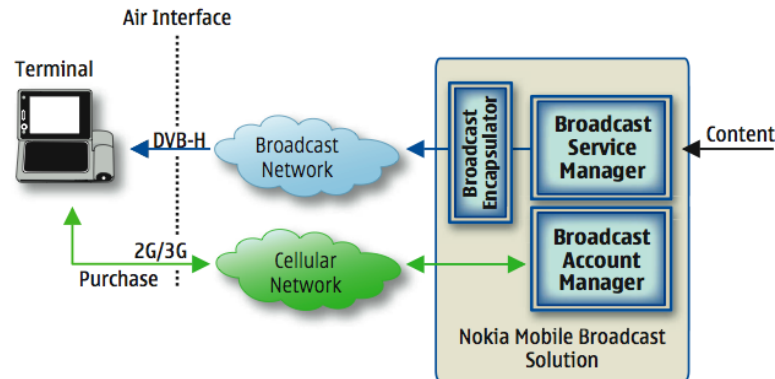 Air Interface
Terminal
DVB-H
Broadcast
Network
Broadcast
Encapsulator
Broadcast
Service
Manager
Content
2G/3G
Purchase
Cellular
Network
Broadcast
Account
Manager
Nokia Mobile Broadcast
Solution